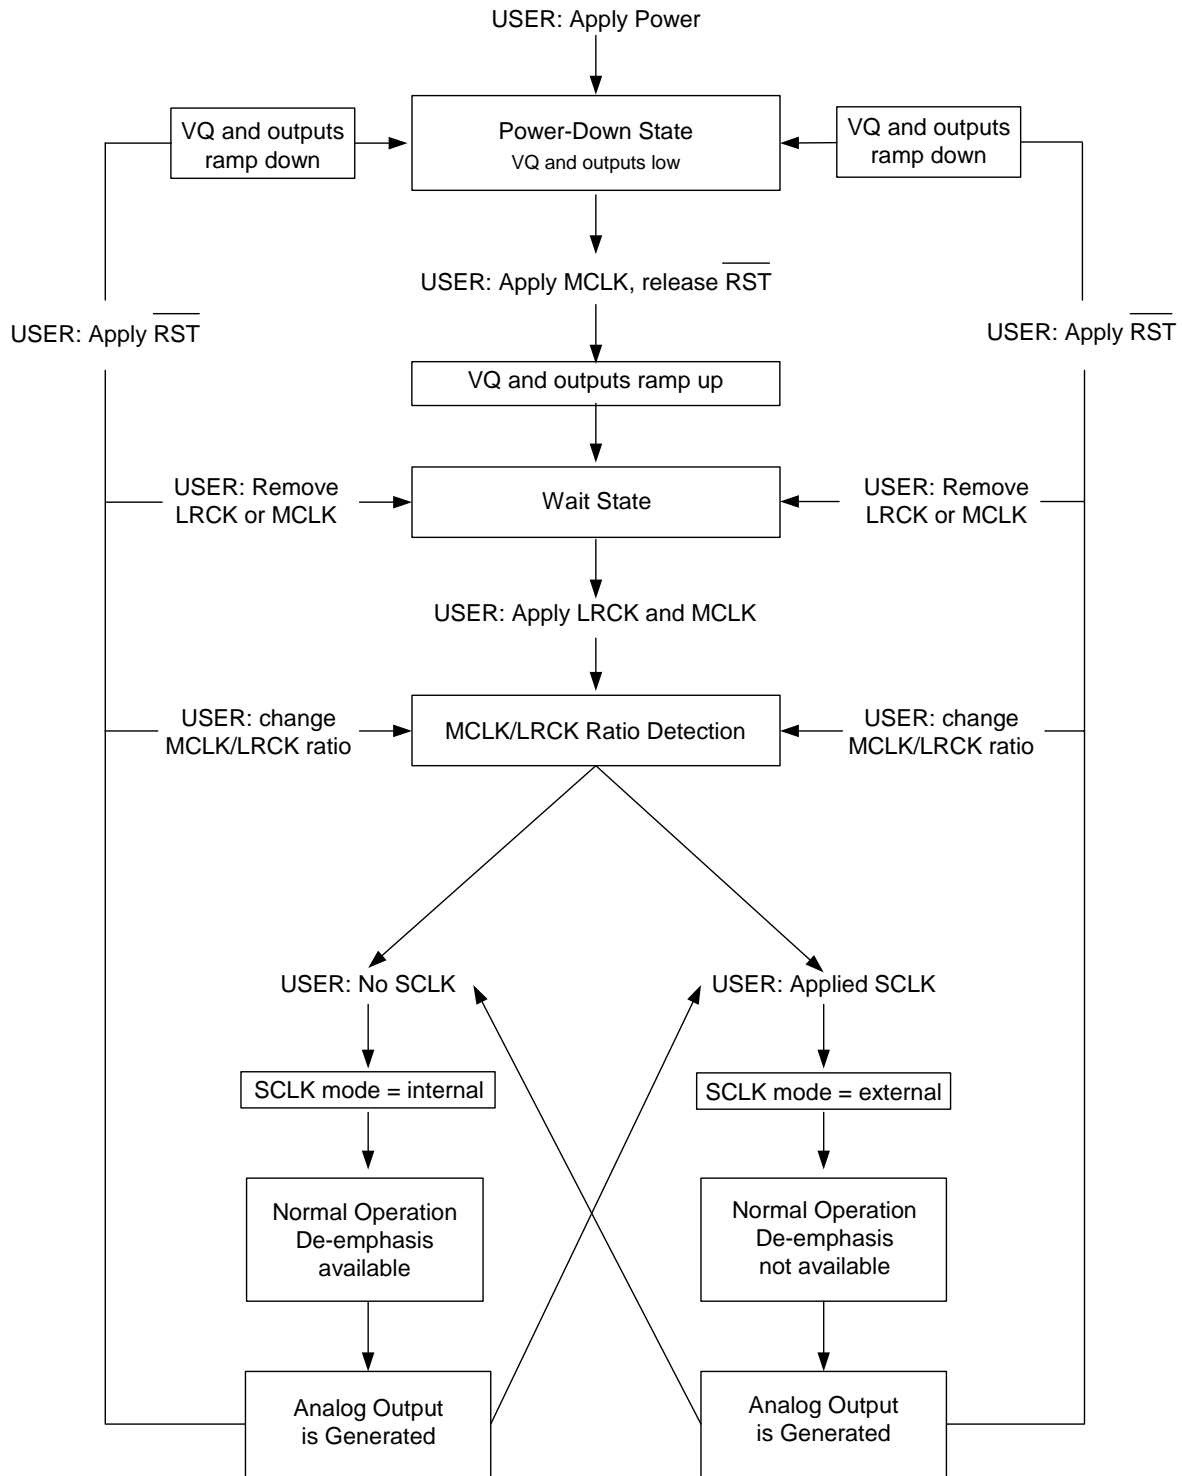 USER: Apply Power
VQ and outputs
ramp down
Power-Down State
VQ and outputs low
VQ and outputs
ramp down
USER: Apply MCLK, release RST
USER: Apply RST
USER: Apply RST
VQ and outputs ramp up
USER: Remove
LRCK or MCLK
Wait State
USER: Remove
LRCK or MCLK
USER: Apply LRCK and MCLK
USER: change
MCLK/LRCK ratio
MCLK/LRCK Ratio Detection
USER: change
MCLK/LRCK ratio
USER: No SCLK
USER: Applied SCLK
SCLK mode = internal
SCLK mode = external
Normal Operation
De-emphasis
available
Normal Operation
De-emphasis
not available
Analog Output
is Generated
Analog Output
is Generated